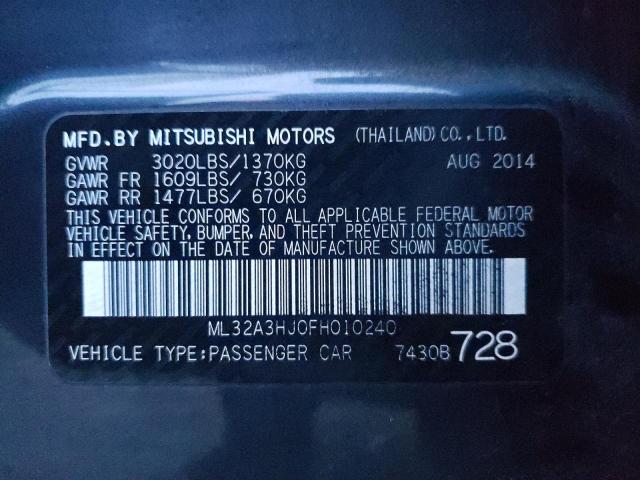 MFD.BY MITSUBISHI MOTORS (THAILAND)CO.,LTD.
GVWR 3020LBS/1370KG AUG 2014
GAWR FR 1609LBS/ 730KG
GAWR RR 1477LBS/ 670KG
THIS VEHICLE CONFORMS TO ALL APPLICABLE FEDERAL MOTOR
VEHICLE SAFETY, BUMPER, AND THEFT PREVENTION STANDARDS
IN EFFECT ON THE DATE OF MANUFACTURE SHOWN ABOVE.
ML32A3HJ0FH010240
VEHICLE TYPE:PASSENGER CAR 7430B 728